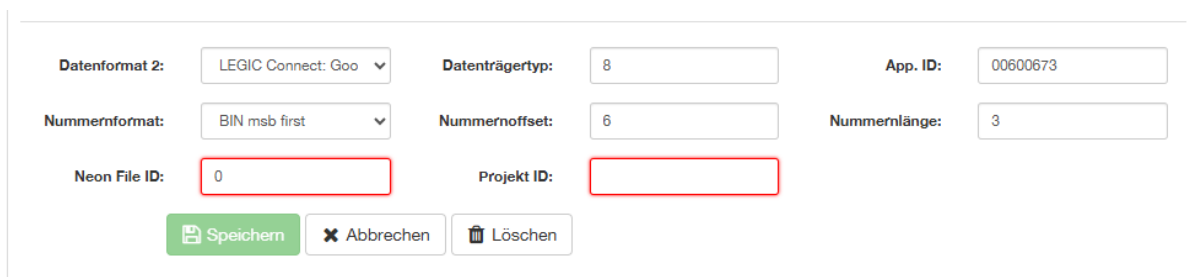 Datenformat 2: LEGIC Connect: Goo Datenträgertyp: 8 App. ID: 00600673
Nummernformat: BIN msb first Nummernoffset: 6 Nummernlänge: 3
Neon File ID: 0 Projekt ID:
Speichern Abbrechen Löschen